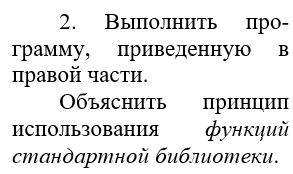 2. Выполнить про-
грамму, приведенную в
правой части.
Объяснить принцип
использования функций
стандартной библиотеки.